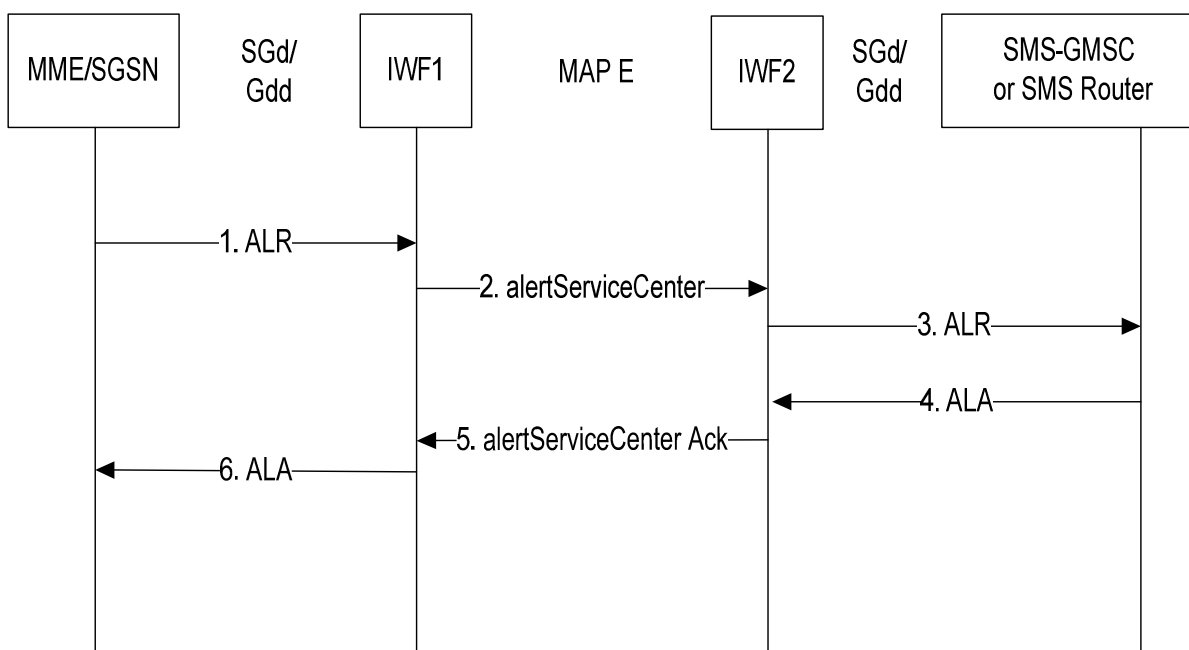 MME/SGSN
SGd/
Gdd
IWF1
MAP E
IWF2
SGd/
Gdd
SMS-GMSC
or SMS Router
1. ALR
2. alertServiceCenter
3. ALR
4. ALA
5. alertServiceCenter Ack
6. ALA